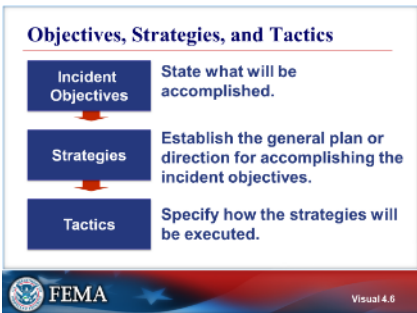 Objectives, Strategies, and Tactics
Incident
Objectives
State what will be
accomplished.
Strategies
Establish the general plan or
direction for accomplishing the
incident objectives.
Tactics
Specify how the strategies will
be executed.
FEMA
Visual 4.6